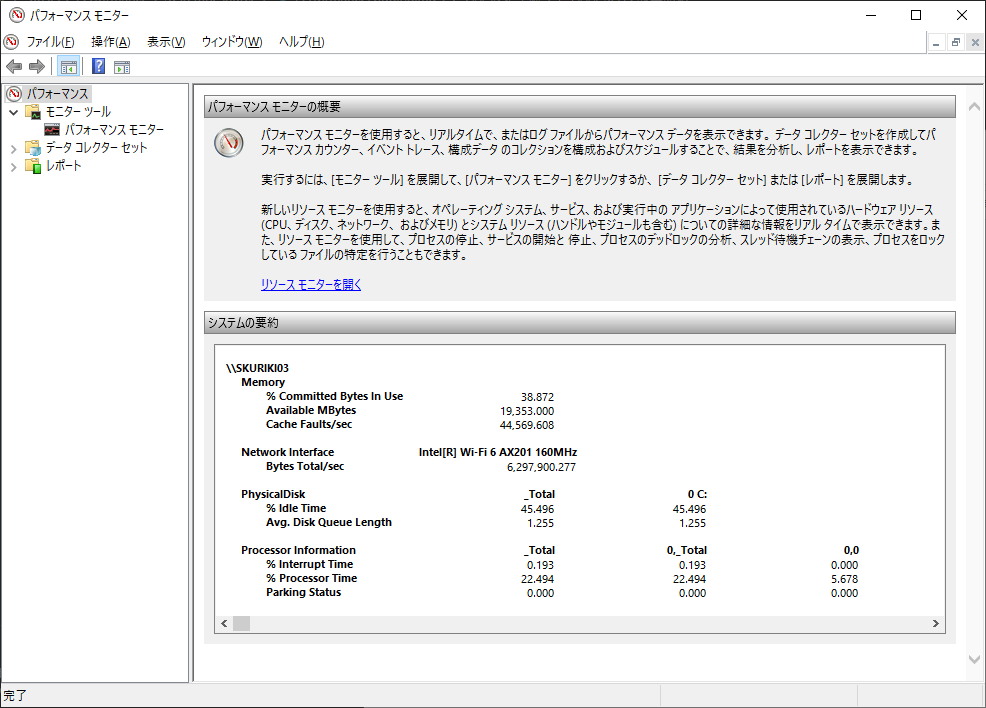 パフォーマンス モニター
ファイル(F) 操作(A) 表示(V) ウィンドウ(W) ヘルプ(H)
パフォーマンス
モニター ツール
パフォーマンス モニター
データ コレクター セット
レポート
パフォーマンス モニターの概要
パフォーマンス モニターを使用すると、リアルタイムで、またはログ ファイルからパフォーマンス データを表示できます。データ コレクター セットを作成してパ
フォーマンス カウンター、イベント トレース、構成データ のコレクションを構成およびスケジュールすることで、結果を分析し、レポートを表示できます。
実行するには、[モニター ツール] を展開して、[パフォーマンス モニター] をクリックするか、[データ コレクター セット] または [レポート] を展開します。
新しいリソース モニターを使用すると、オペレーティング システム、サービス、および実行中の アプリケーションによって使用されているハードウェア リソース
(CPU、ディスク、ネットワーク、およびメモリ) とシステム リソース (ハンドルやモジュールも含む) についての詳細な情報をリアル タイムで表示できます。ま
た、リソース モニターを使用して、プロセスの停止、サービスの開始と 停止、プロセスのデッドロックの分析、スレッド待機チェーンの表示、プロセスをロック
している ファイルの特定を行うこともできます。
リソース モニターを開く
システムの要約
\\SKURIKI03
Memory
% Committed Bytes In Use 38.872
Available MBytes 19,353.000
Cache Faults/sec 44,569.608
Network Interface Intel[R] Wi-Fi 6 AX201 160MHz
Bytes Total/sec 6,297,900.277
PhysicalDisk _Total 0 C:
% Idle Time 45.496 45.496
Avg. Disk Queue Length 1.255 1.255
Processor Information _Total 0,_Total 0,0
% Interrupt Time 0.193 0.193 0.000
% Processor Time 22.494 22.494 5.678
Parking Status 0.000 0.000 0.000
完了